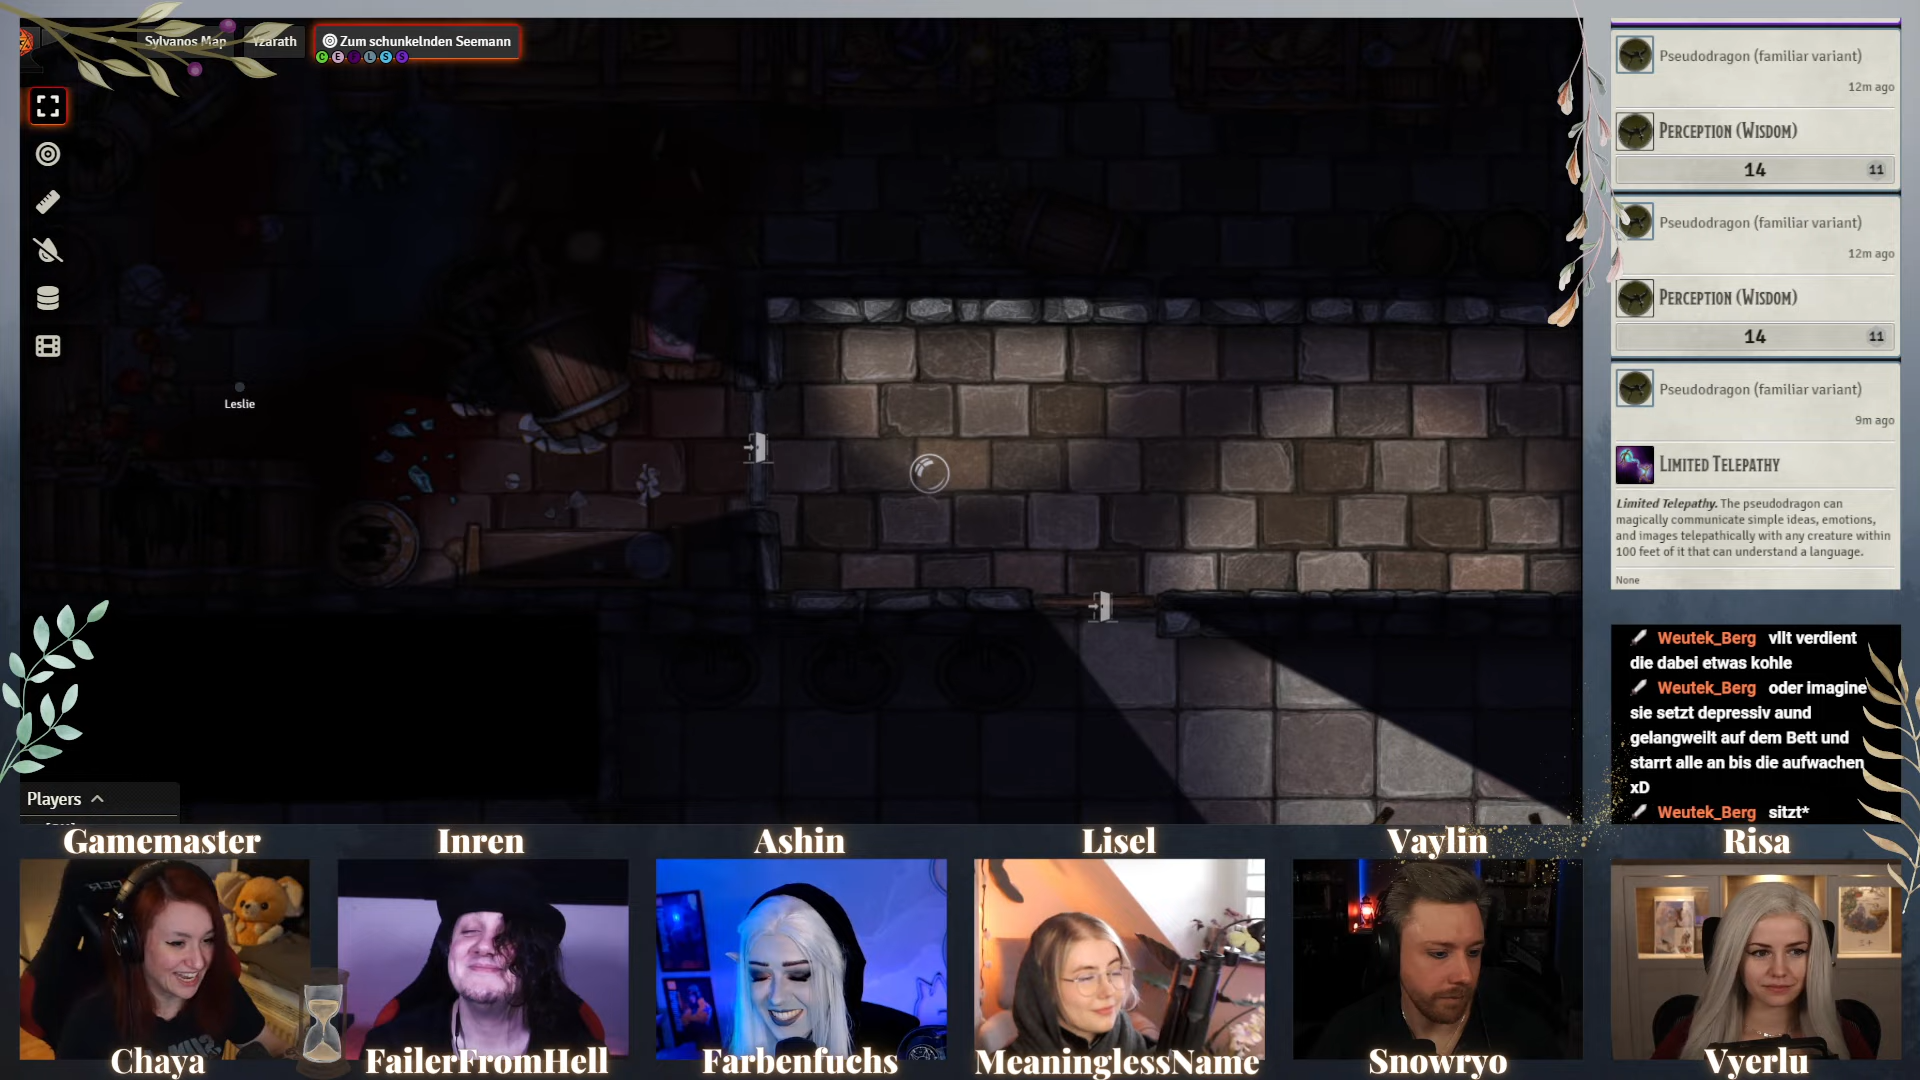 Sylvanos Map
Yzarath
Zum schunkelnden Seemann
C E F L S S
Leslie
Players
Pseudodragon (familiar variant)
12m ago
Perception (Wisdom)
14
11
Pseudodragon (familiar variant)
12m ago
Perception (Wisdom)
14
11
Pseudodragon (familiar variant)
9m ago
Limited Telepathy
Limited Telepathy. The pseudodragon can
magically communicate simple ideas, emotions,
and images telepathically with any creature within
100 feet of it that can understand a language.
None
Weutek_Berg vllt verdient
die dabei etwas kohle
Weutek_Berg oder imagine
sie setzt depressiv aund
gelangweilt auf dem Bett und
starrt alle an bis die aufwachen
xD
Weutek_Berg sitzt*
Gamemaster
Inren
Ashin
Lisel
Vaylin
Risa
Chaya
FailerFromHell
Farbenfuchs
MeaninglessName
Snowryo
Vyerlu